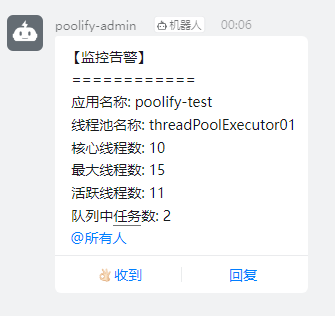 poolify-admin 机器人 00:06
【监控告警】
============
应用名称: poolify-test
线程池名称: threadPoolExecutor01
核心线程数: 10
最大线程数: 15
活跃线程数: 11
队列中任务数: 2
@所有人
收到 回复